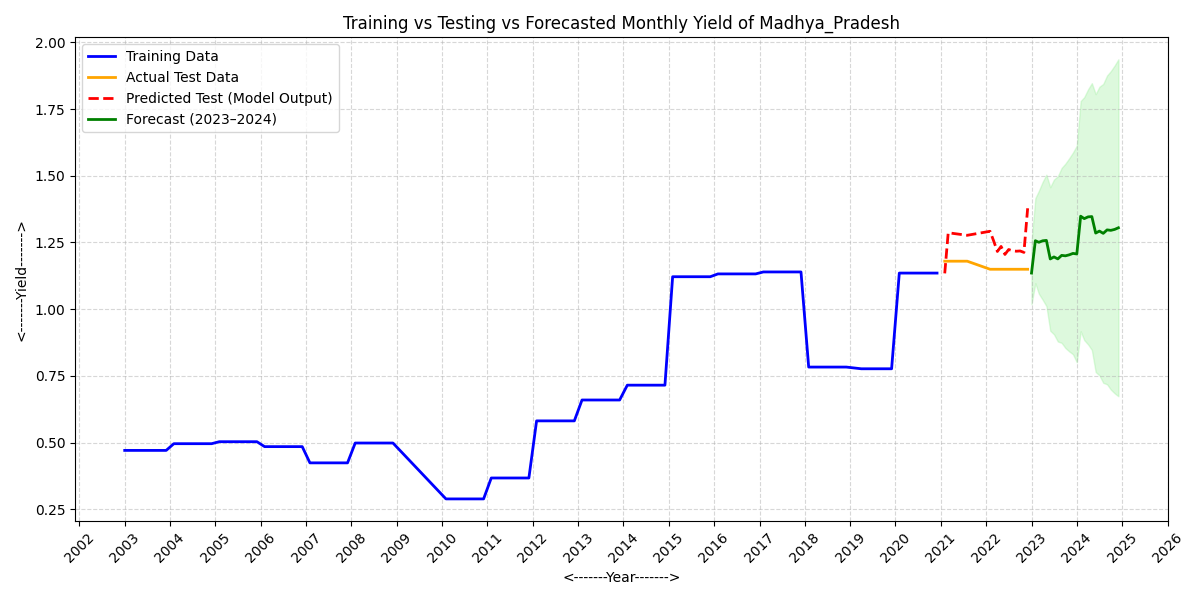 Training vs Testing vs Forecasted Monthly Yield of Madhya_Pradesh
Training Data
Actual Test Data
Predicted Test (Model Output)
Forecast (2023–2024)
2.00
1.75
1.50
1.25
1.00
0.75
0.50
0.25
<------Yield------>
2002 2003 2004 2005 2006 2007 2008 2009 2010 2011 2012 2013 2014 2015 2016 2017 2018 2019 2020 2021 2022 2023 2024 2025 2026
<-------Year------->